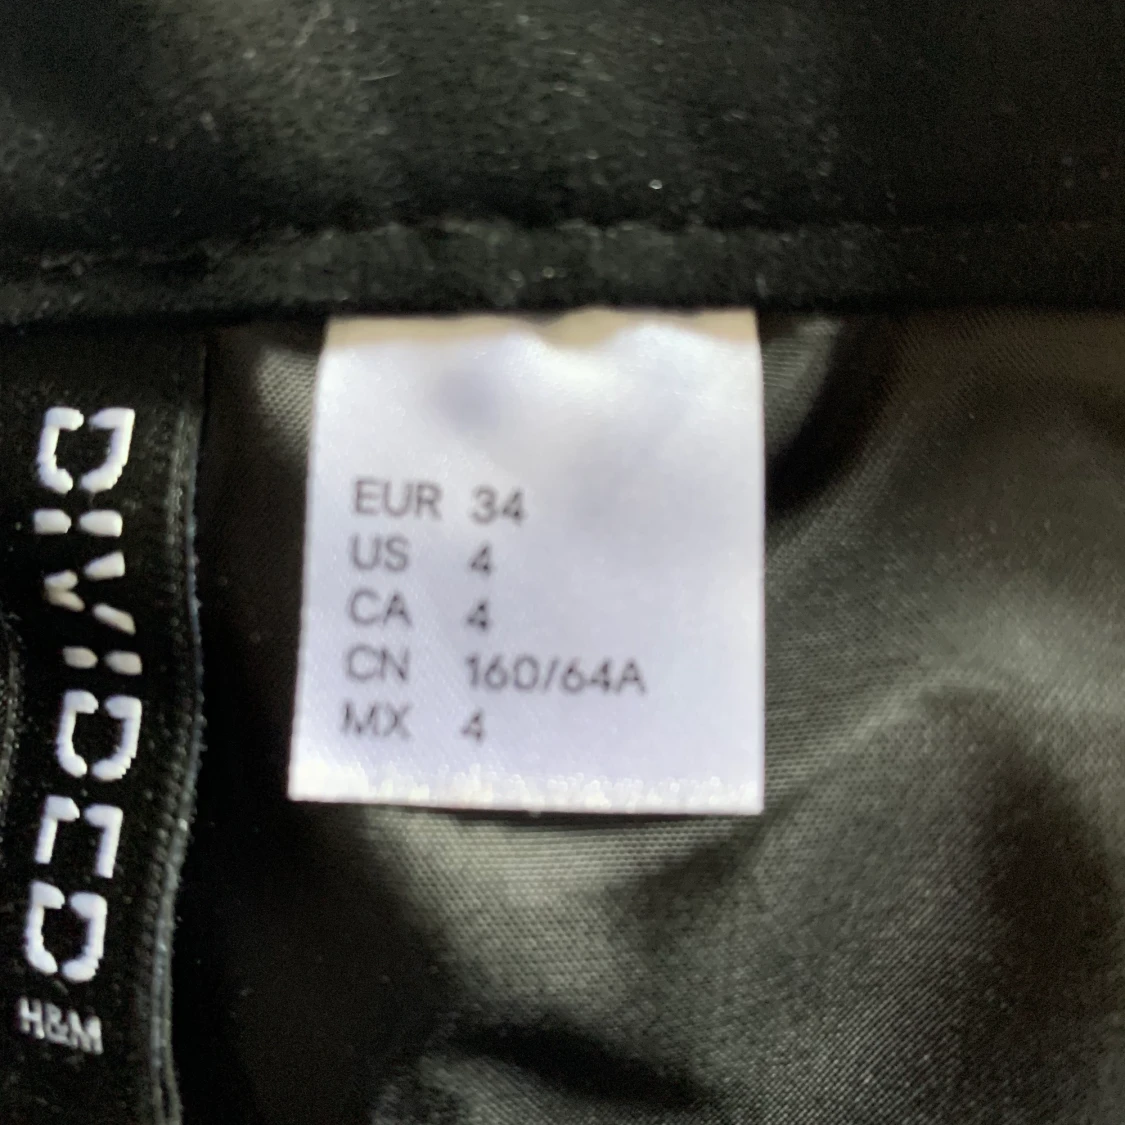 DIVIDED
H&M
EUR 34
US 4
CA 4
CN 160/64A
MX 4